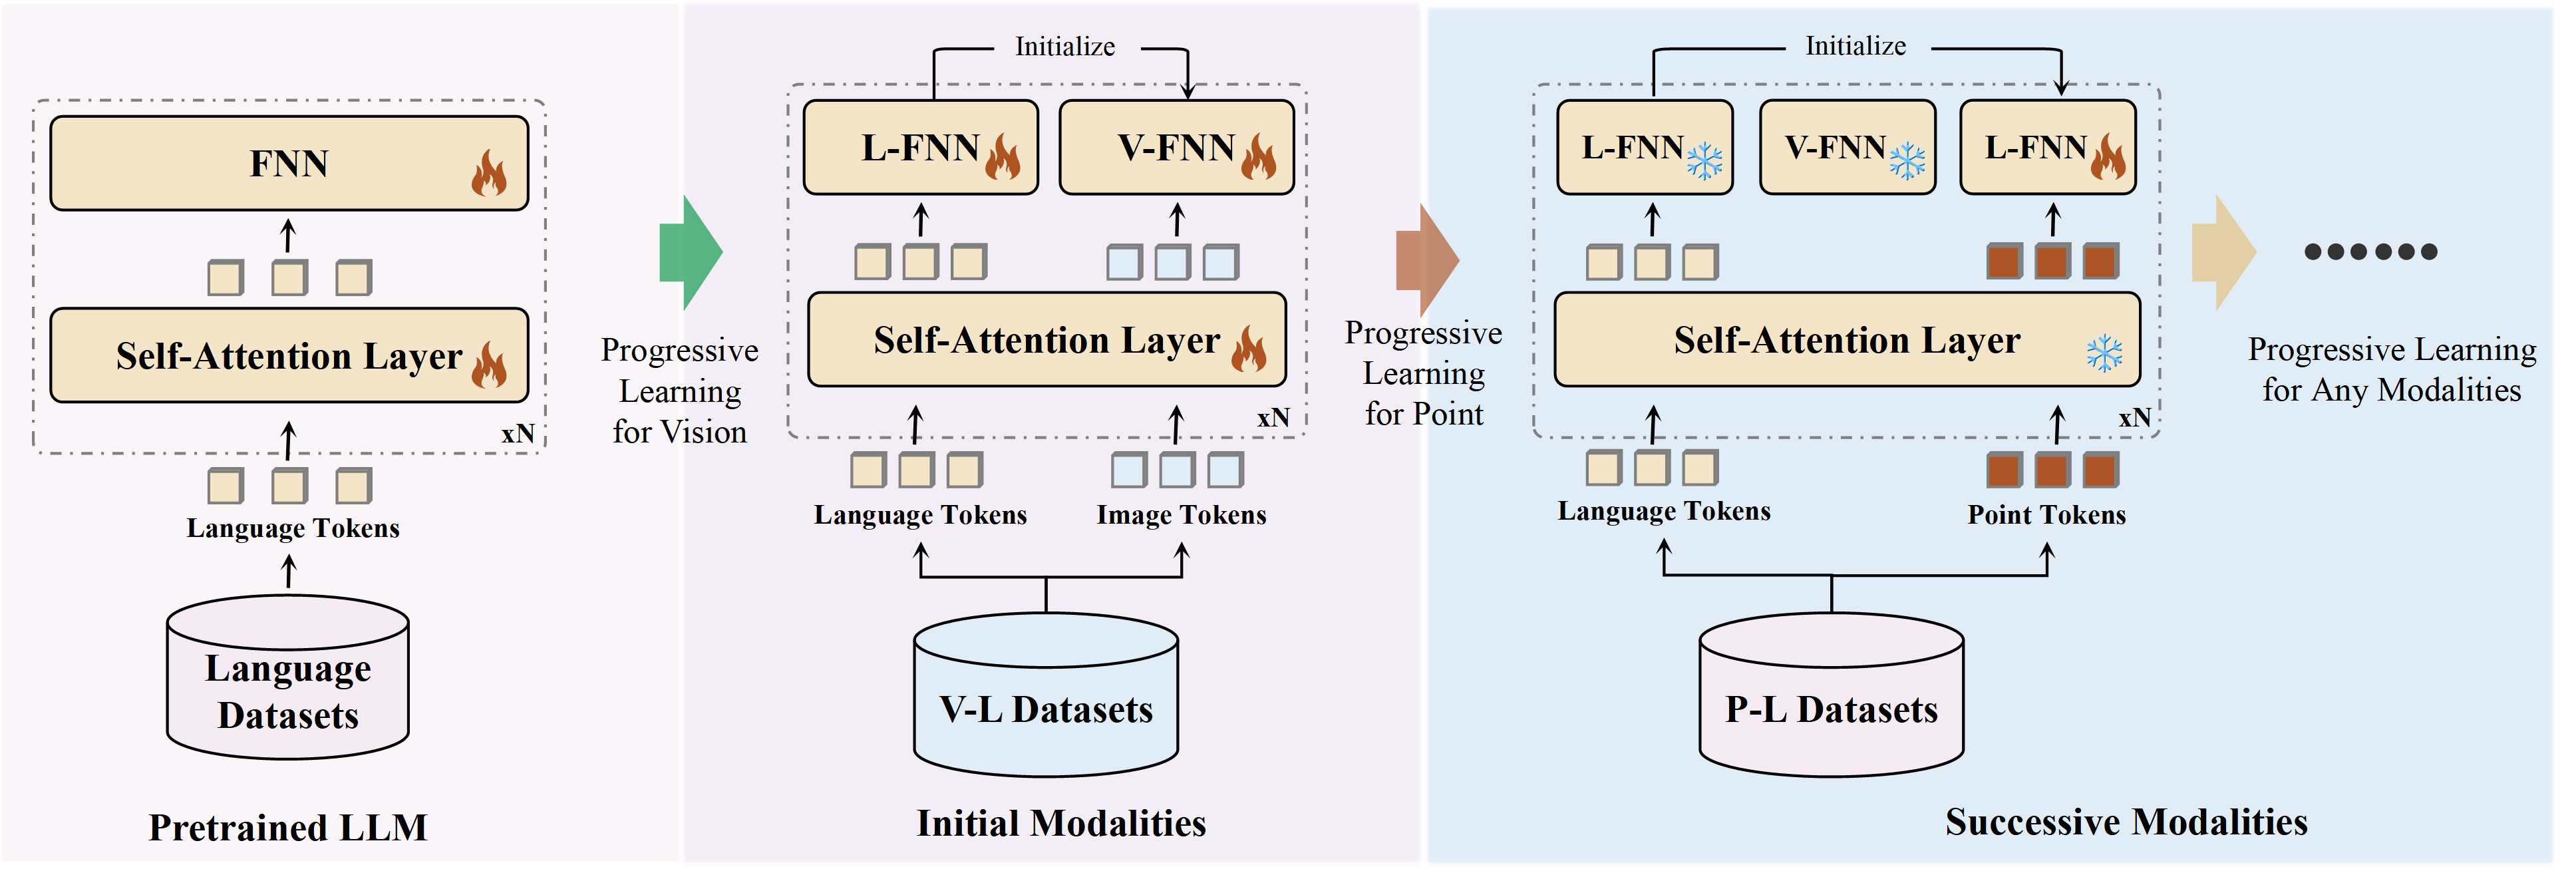 FNN
Self-Attention Layer
xN
Language Tokens
Language
Datasets
Pretrained LLM
Progressive
Learning
for Vision
Initialize
L-FNN
V-FNN
Self-Attention Layer
xN
Language Tokens
Image Tokens
V-L Datasets
Initial Modalities
Progressive
Learning
for Point
Initialize
L-FNN
V-FNN
L-FNN
Self-Attention Layer
xN
Language Tokens
Point Tokens
P-L Datasets
Successive Modalities
Progressive Learning
for Any Modalities